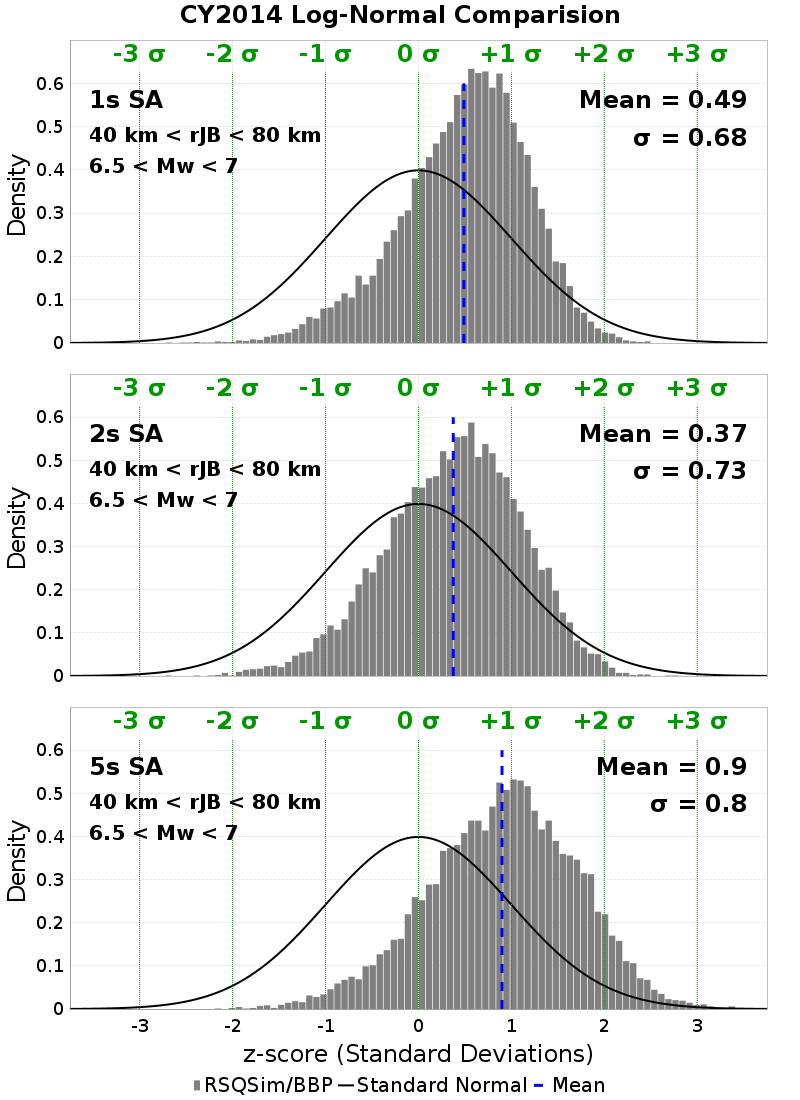 CY2014 Log-Normal Comparision
-3 σ -2 σ -1 σ 0 σ +1 σ +2 σ +3 σ
1s SA
40 km < rJB < 80 km
6.5 < Mw < 7
Mean = 0.49
σ = 0.68
0.6
0.5
0.4
0.3
0.2
0.1
0
Density
-3 σ -2 σ -1 σ 0 σ +1 σ +2 σ +3 σ
2s SA
40 km < rJB < 80 km
6.5 < Mw < 7
Mean = 0.37
σ = 0.73
0.6
0.5
0.4
0.3
0.2
0.1
0
Density
-3 σ -2 σ -1 σ 0 σ +1 σ +2 σ +3 σ
5s SA
40 km < rJB < 80 km
6.5 < Mw < 7
Mean = 0.9
σ = 0.8
0.6
0.5
0.4
0.3
0.2
0.1
0
Density
-3 -2 -1 0 1 2 3
z-score (Standard Deviations)
RSQSim/BBP Standard Normal Mean